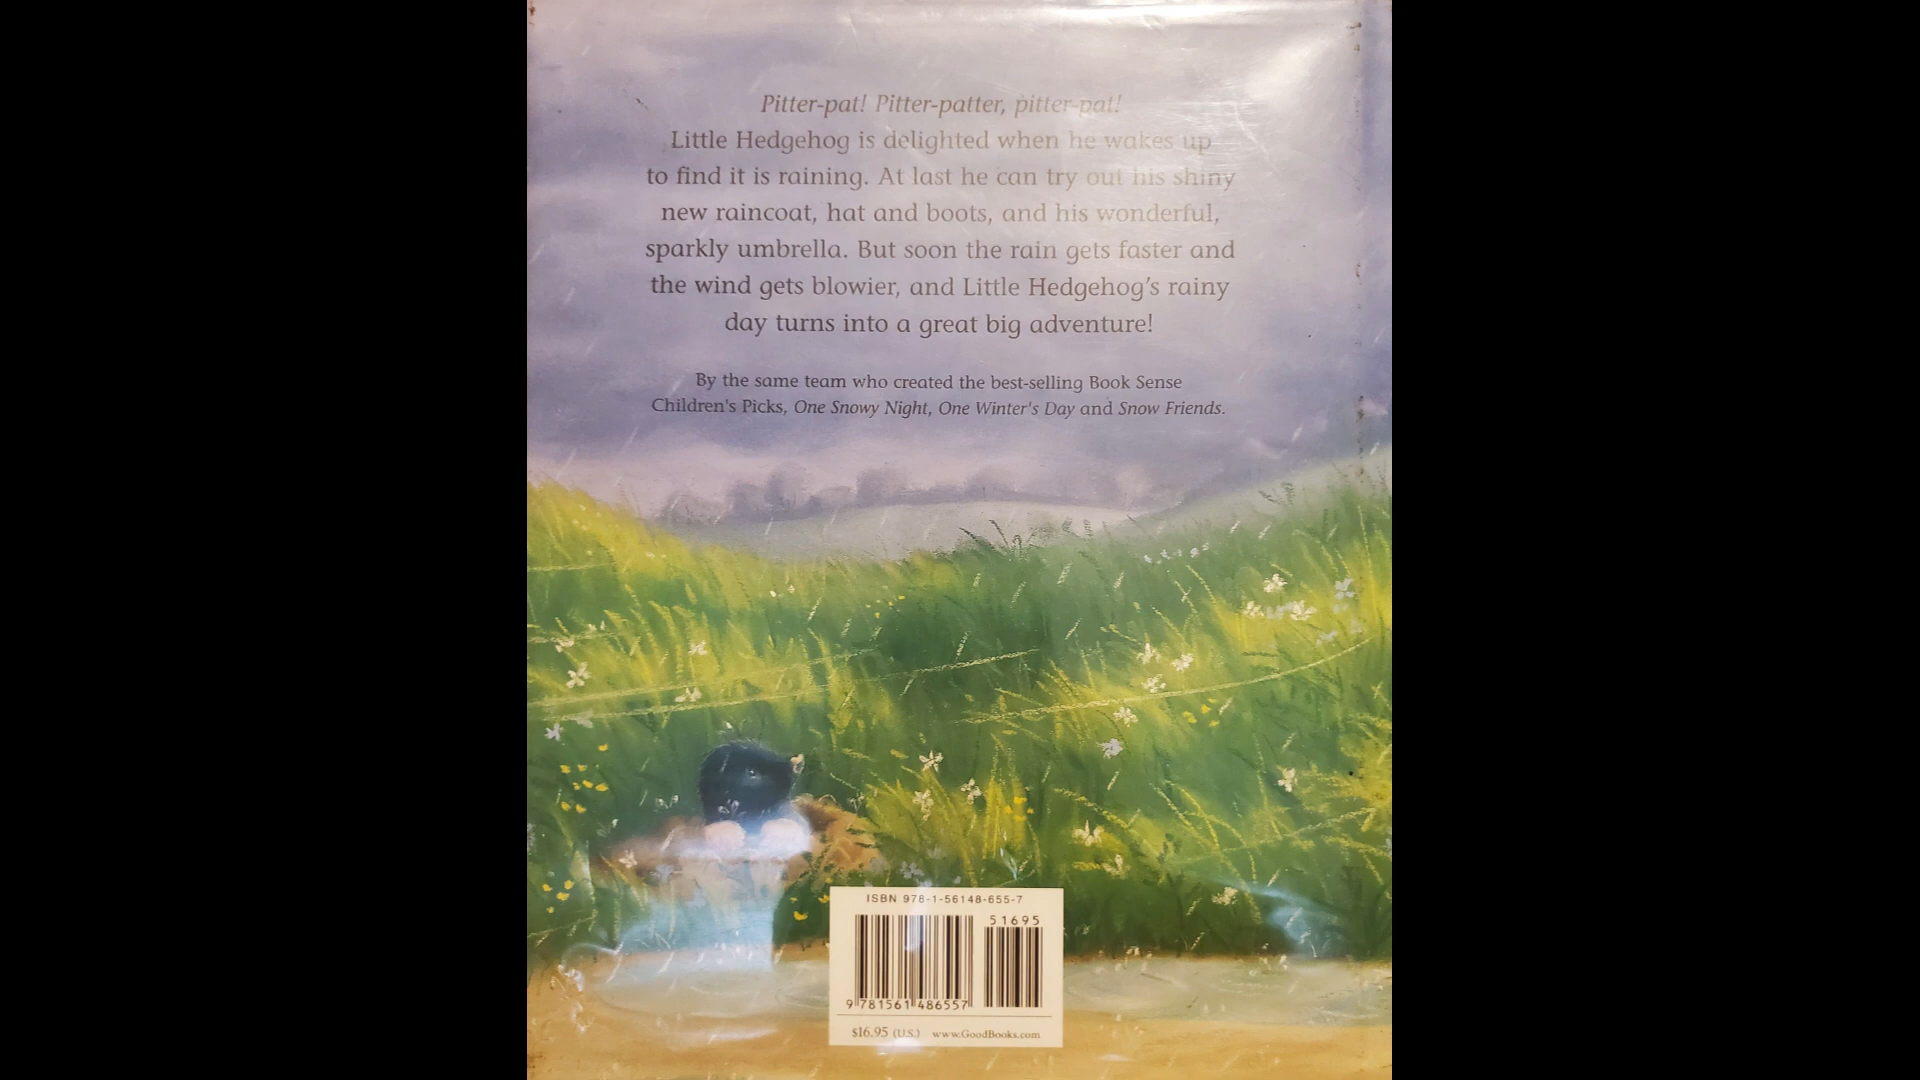 Pitter-pat! Pitter-patter, pitter-pat!
Little Hedgehog is delighted when he wakes up
to find it is raining. At last he can try out his shiny
new raincoat, hat and boots, and his wonderful,
sparkly umbrella. But soon the rain gets faster and
the wind gets blowier, and Little Hedgehog's rainy
day turns into a great big adventure!
By the same team who created the best-selling Book Sense
Children's Picks, One Snowy Night, One Winter's Day and Snow Friends.
ISBN 978-1-56148-655-7
51695
9 781561 486557
$16.95 (U.S.) www.GoodBooks.com